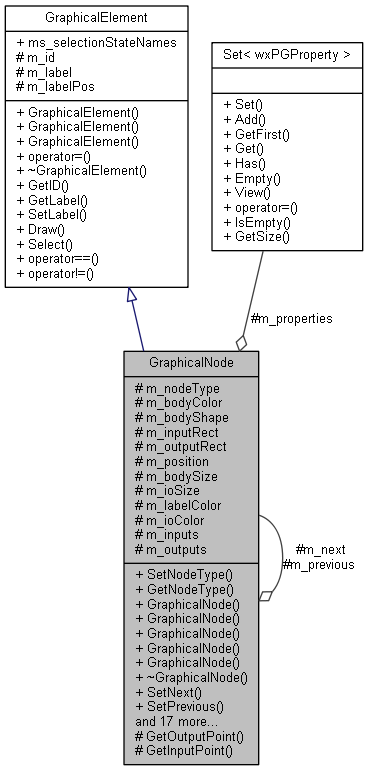 GraphicalElement
+ ms_selectionStateNames
# m_id
# m_label
# m_labelPos
+ GraphicalElement()
+ GraphicalElement()
+ GraphicalElement()
+ operator=()
+ ~GraphicalElement()
+ GetID()
+ GetLabel()
+ SetLabel()
+ Draw()
+ Select()
+ operator==()
+ operator!=()
Set< wxPGProperty >
+ Set()
+ Add()
+ GetFirst()
+ Get()
+ Has()
+ Empty()
+ View()
+ operator=()
+ IsEmpty()
+ GetSize()
#m_properties
GraphicalNode
# m_nodeType
# m_bodyColor
# m_bodyShape
# m_inputRect
# m_outputRect
# m_position
# m_bodySize
# m_ioSize
# m_labelColor
# m_ioColor
# m_inputs
# m_outputs
+ SetNodeType()
+ GetNodeType()
+ GraphicalNode()
+ GraphicalNode()
+ GraphicalNode()
+ GraphicalNode()
+ GraphicalNode()
+ ~GraphicalNode()
+ SetNext()
+ SetPrevious()
and 17 more...
# GetOutputPoint()
# GetInputPoint()
#m_next
#m_previous